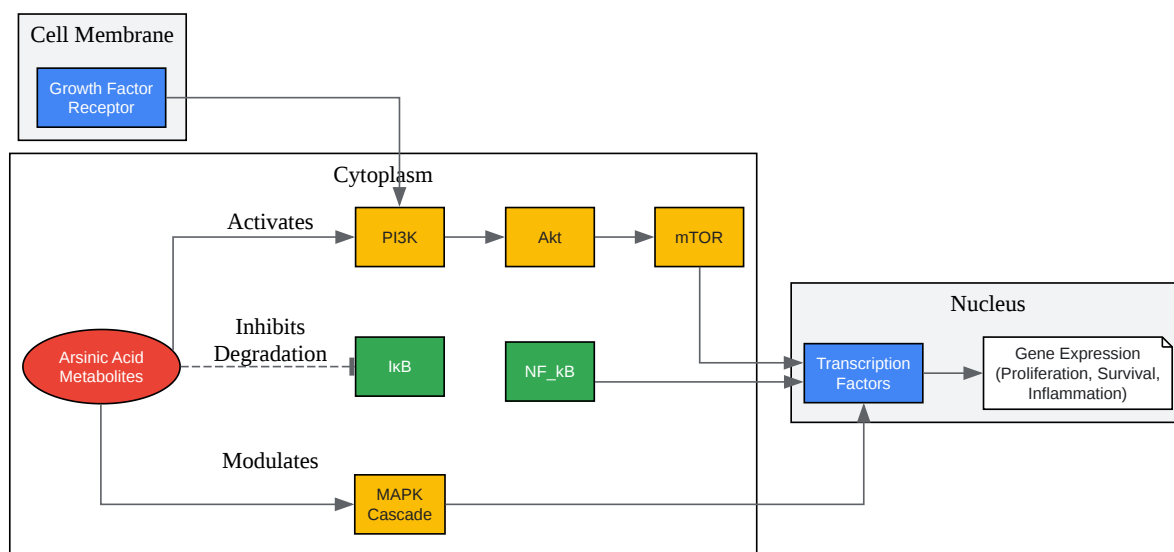 Cell Membrane
Growth Factor
Receptor
Cytoplasm
Activates
PI3K
Akt
mTOR
Nucleus
Inhibits
Degradation
Arsinic Acid
Metabolites
IκB
NF_kB
Transcription
Factors
Gene Expression
(Proliferation, Survival,
Inflammation)
Modulates
MAPK
Cascade